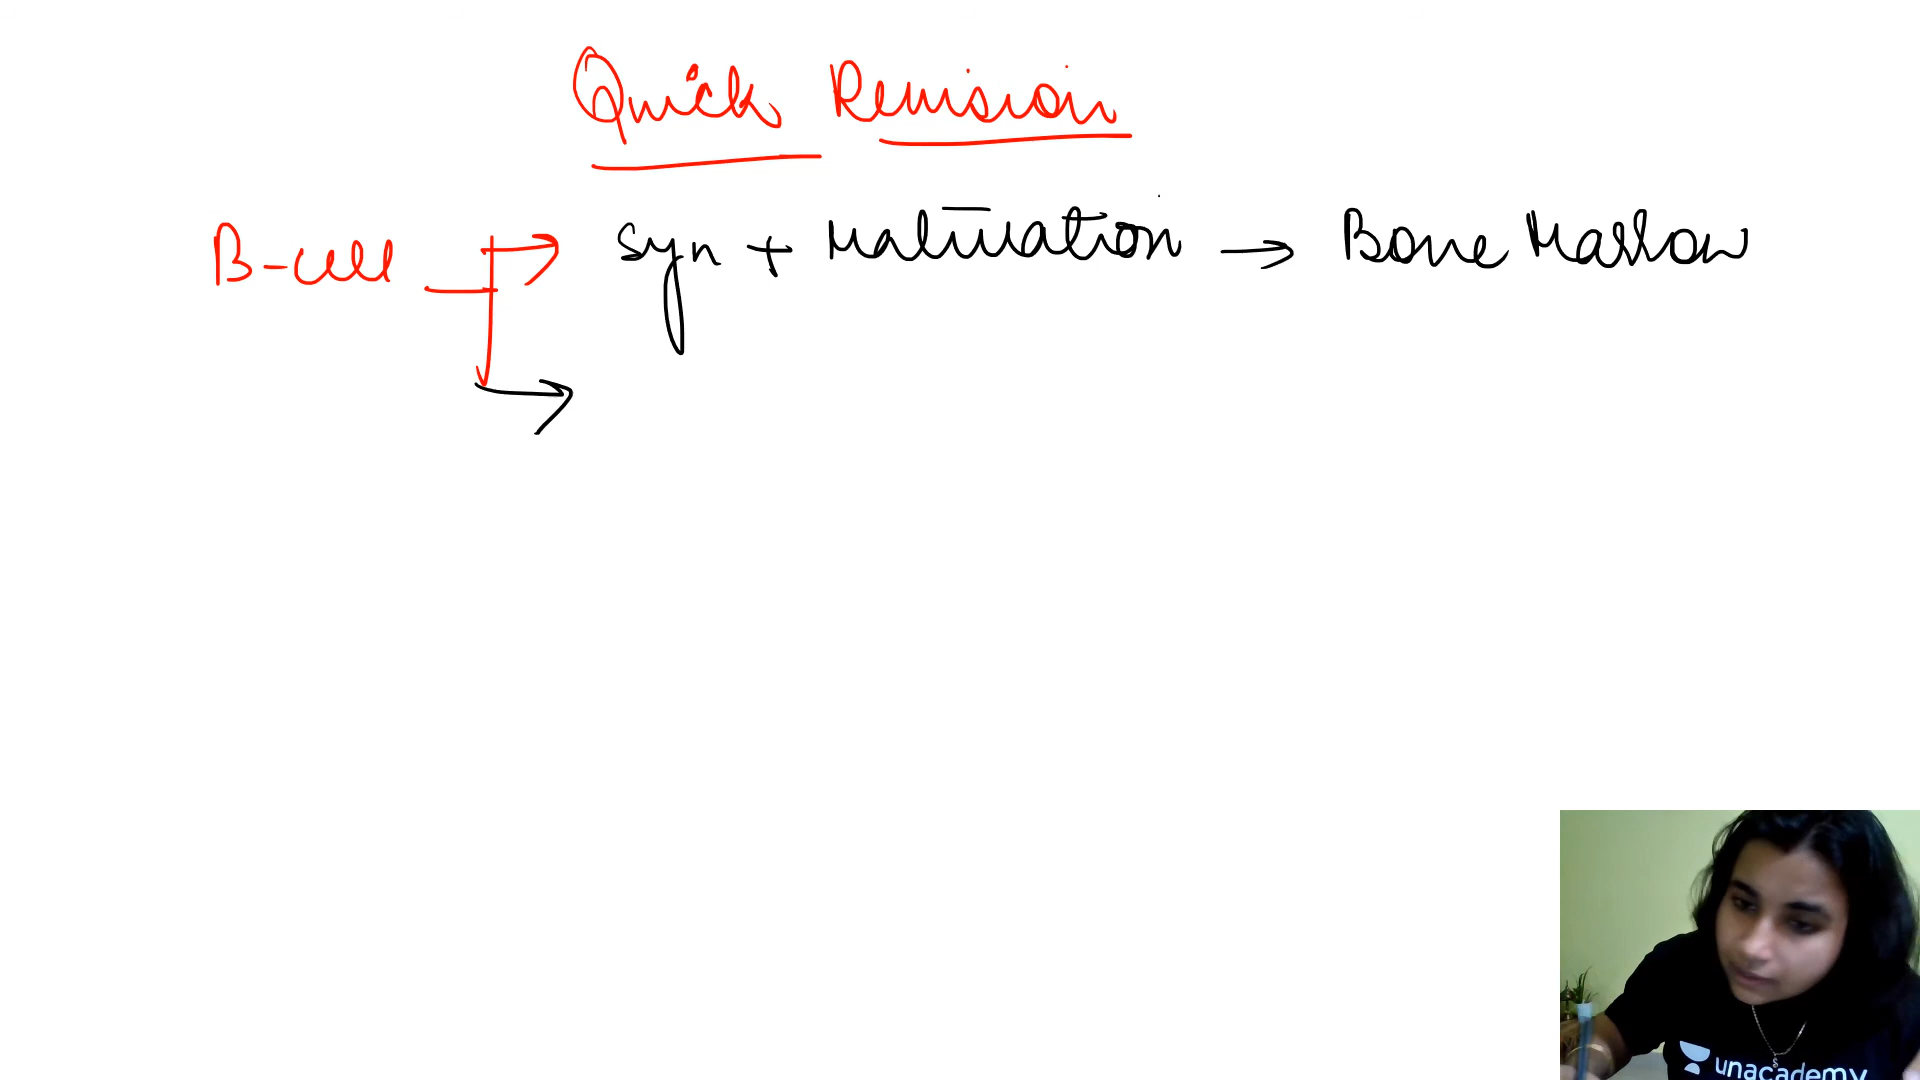 Quick Revision
B-cell → syn + Maturation → Bone Marrow
unacademy